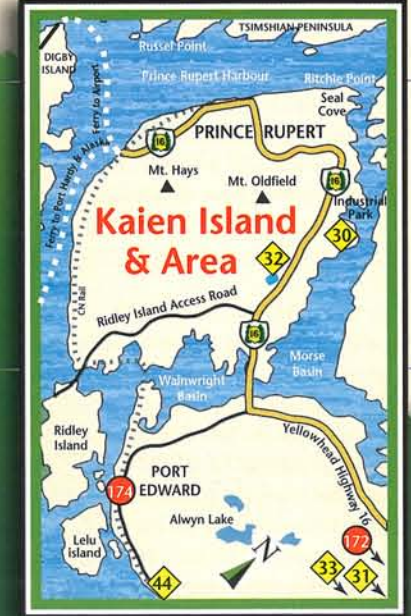 TSIMSHIAN PENINSULA
Russel Point
DIGBY
ISLAND
Prince Rupert Harbour
Ritchie Point
Seal
Cove
Ferry to Airport
Ferry to Port Hardy & Alaska
16
PRINCE RUPERT
16
Mt. Hays
Mt. Oldfield
Industrial
Park
30
Kaien Island
& Area
32
CN Rail
Ridley Island Access Road
16
Morse
Basin
Wainwright
Basin
Ridley
Island
Yellowhead Highway 16
PORT
EDWARD
174
Alwyn Lake
172
Lelu
Island
N
44
33
31